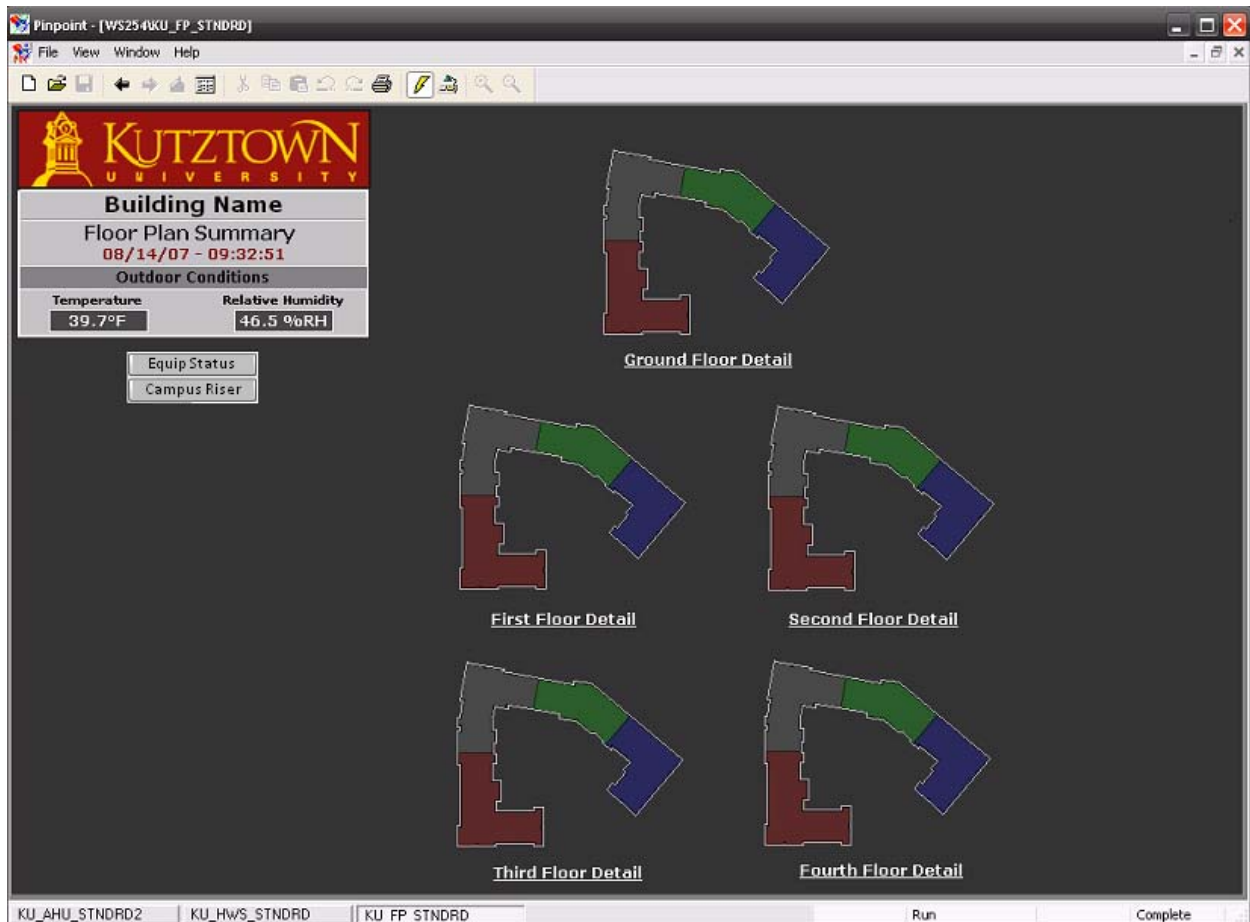 Pinpoint - [WS254\KU_FP_STNDRD]
File View Window Help
KUTZTOWN
UNIVERSITY
Building Name
Floor Plan Summary
08/14/07 - 09:32:51
Outdoor Conditions
Temperature Relative Humidity
39.7°F 46.5 %RH
Equip Status
Campus Riser
Ground Floor Detail
First Floor Detail Second Floor Detail
Third Floor Detail Fourth Floor Detail
KU_AHU_STNDRD2 KU_HWS_STNDRD KU_FP_STNDRD Run Complete